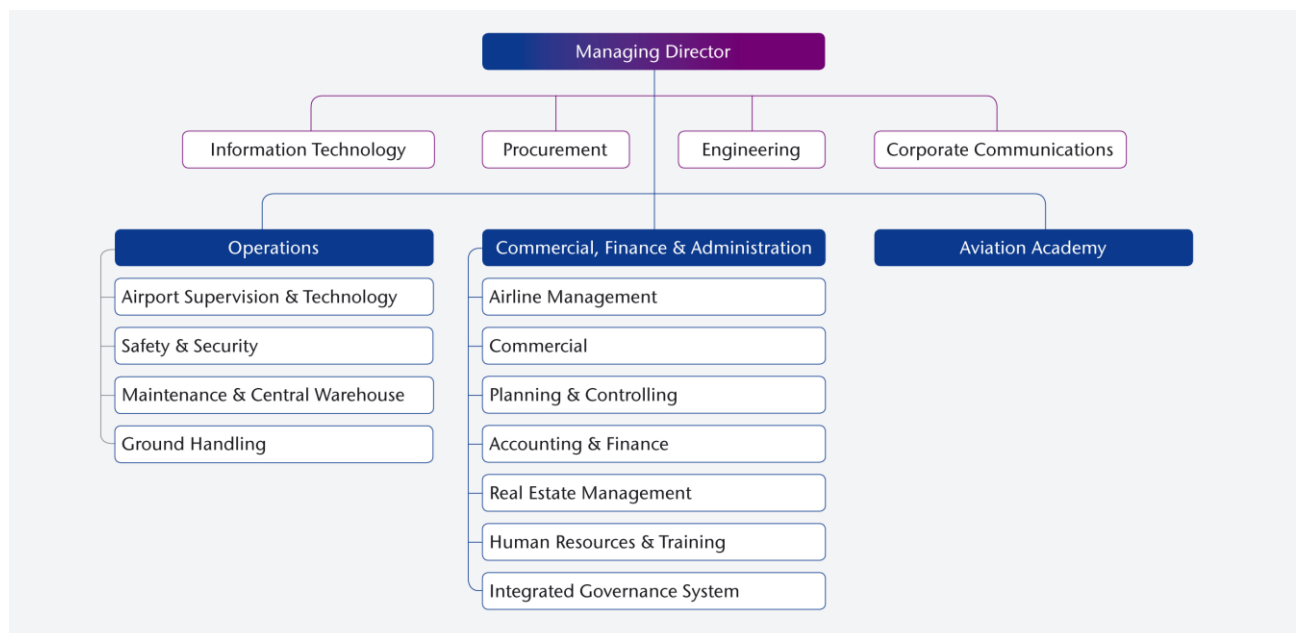 Managing Director
Information Technology
Procurement
Engineering
Corporate Communications
Operations
Airport Supervision & Technology
Safety & Security
Maintenance & Central Warehouse
Ground Handling
Commercial, Finance & Administration
Airline Management
Commercial
Planning & Controlling
Accounting & Finance
Real Estate Management
Human Resources & Training
Integrated Governance System
Aviation Academy